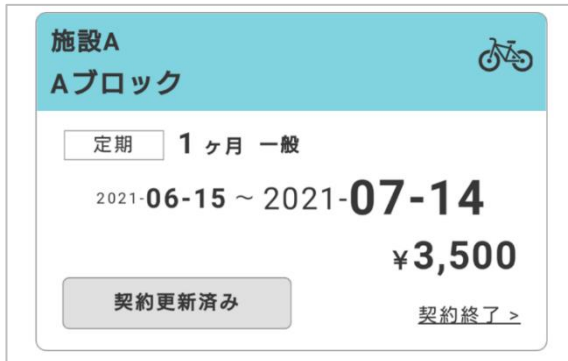 施設A
Aブロック
定期 1 ヶ月 一般
2021-06-15 ~ 2021-07-14
¥3,500
契約更新済み
契約終了 >